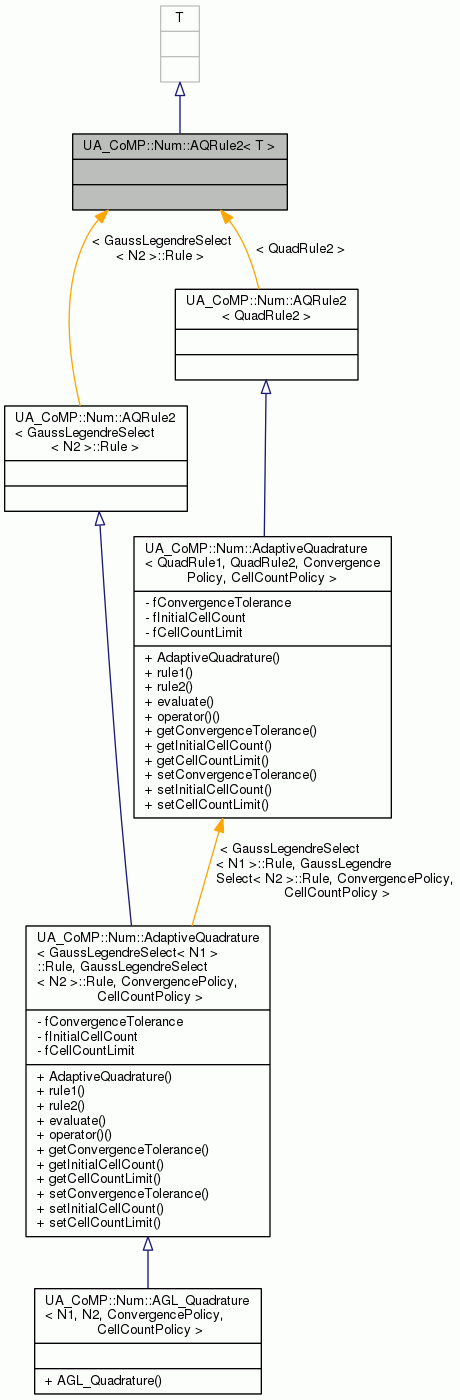 T
UA_CoMP::Num::AQRule2< T >
< GaussLegendreSelect
< N2 >::Rule >
< QuadRule2 >
UA_CoMP::Num::AQRule2
< QuadRule2 >
UA_CoMP::Num::AQRule2
< GaussLegendreSelect
< N2 >::Rule >
UA_CoMP::Num::AdaptiveQuadrature
< QuadRule1, QuadRule2, Convergence
Policy, CellCountPolicy >
- fConvergenceTolerance
- fInitialCellCount
- fCellCountLimit
+ AdaptiveQuadrature()
+ rule1()
+ rule2()
+ evaluate()
+ operator()()
+ getConvergenceTolerance()
+ getInitialCellCount()
+ getCellCountLimit()
+ setConvergenceTolerance()
+ setInitialCellCount()
+ setCellCountLimit()
< GaussLegendreSelect
< N1 >::Rule, GaussLegendre
Select< N2 >::Rule, ConvergencePolicy,
CellCountPolicy >
UA_CoMP::Num::AdaptiveQuadrature
< GaussLegendreSelect< N1 >
::Rule, GaussLegendreSelect
< N2 >::Rule, ConvergencePolicy,
CellCountPolicy >
- fConvergenceTolerance
- fInitialCellCount
- fCellCountLimit
+ AdaptiveQuadrature()
+ rule1()
+ rule2()
+ evaluate()
+ operator()()
+ getConvergenceTolerance()
+ getInitialCellCount()
+ getCellCountLimit()
+ setConvergenceTolerance()
+ setInitialCellCount()
+ setCellCountLimit()
UA_CoMP::Num::AGL_Quadrature
< N1, N2, ConvergencePolicy,
CellCountPolicy >
+ AGL_Quadrature()